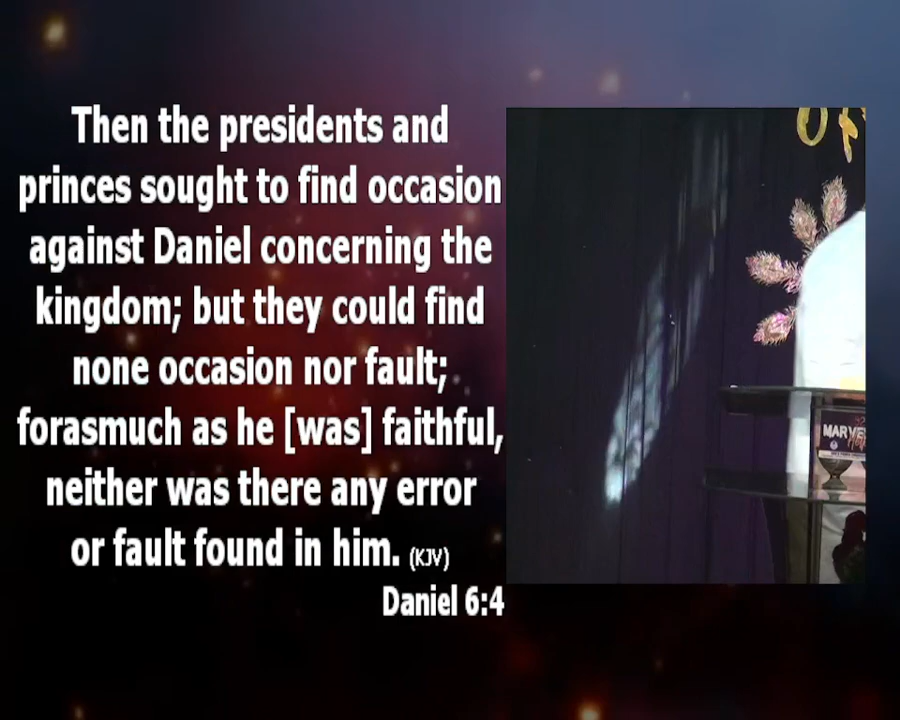 Then the presidents and
princes sought to find occasion
against Daniel concerning the
kingdom; but they could find
none occasion nor fault;
forasmuch as he [was] faithful,
neither was there any error
or fault found in him. (KJV)
Daniel 6:4